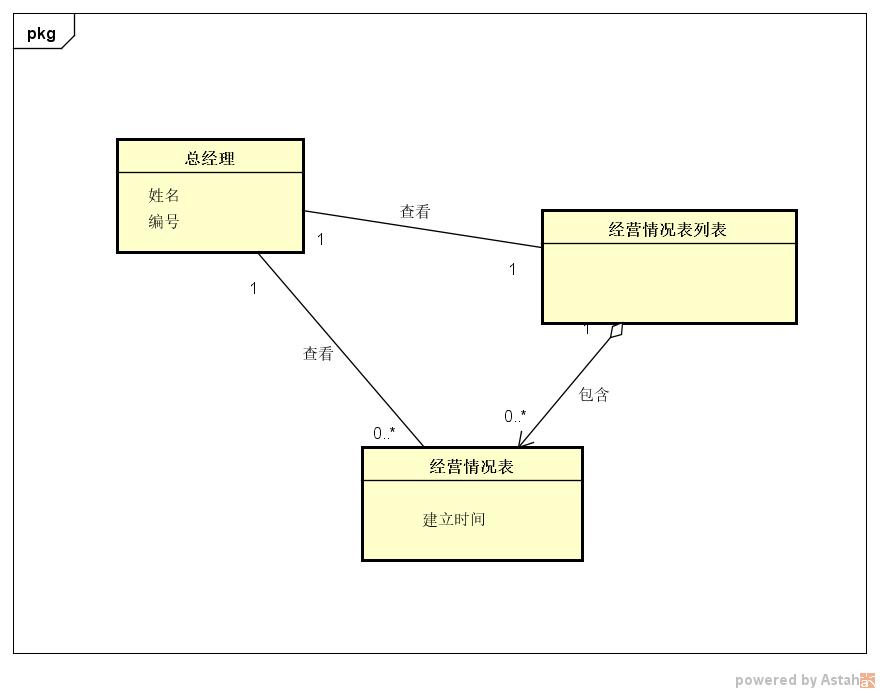 pkg
总经理
姓名
编号
查看
1
1
经营情况表列表
1
查看
1
包含
0..*
0..*
经营情况表
建立时间
powered by Astah